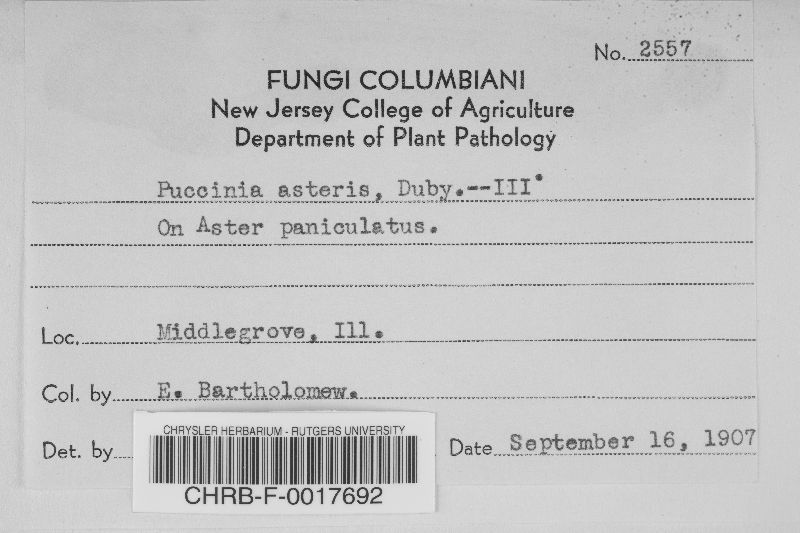 No. 2557
FUNGI COLUMBIANI
New Jersey College of Agriculture
Department of Plant Pathology
Puccinia asteris, Duby.--III.
On Aster paniculatus.
Loc. Middlegrove, Ill.
Col. by E. Bartholomew.
Det. by
Date September 16, 1907
CHRYSLER HERBARIUM - RUTGERS UNIVERSITY
CHRB-F-0017692